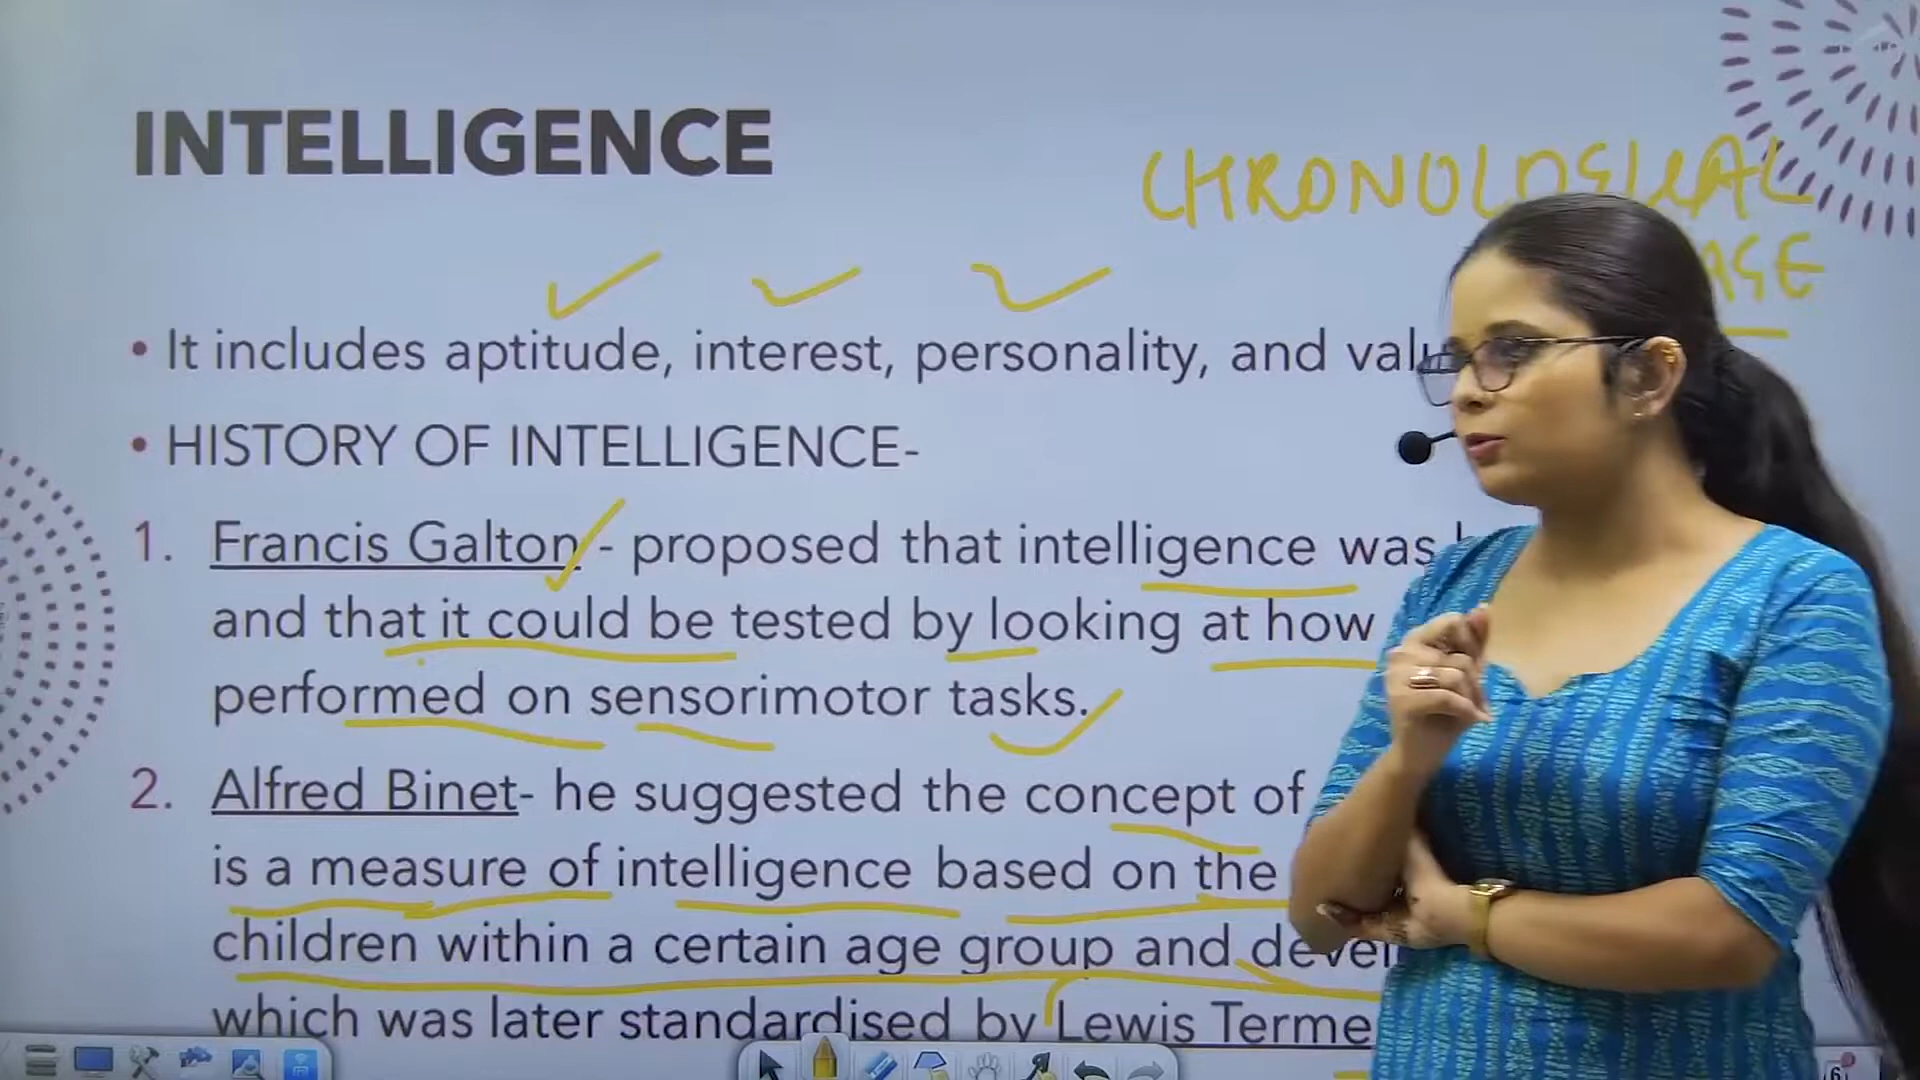 INTELLIGENCE
CHRONOLOGICAL
AGE
• It includes aptitude, interest, personality, and
• HISTORY OF INTELLIGENCE-
1. Francis Galton - proposed that intelligence was
and that it could be tested by looking at how
performed on sensorimotor tasks.
2. Alfred Binet- he suggested the concept of
is a measure of intelligence based on the
children within a certain age group and
which was later standardised by Lewis